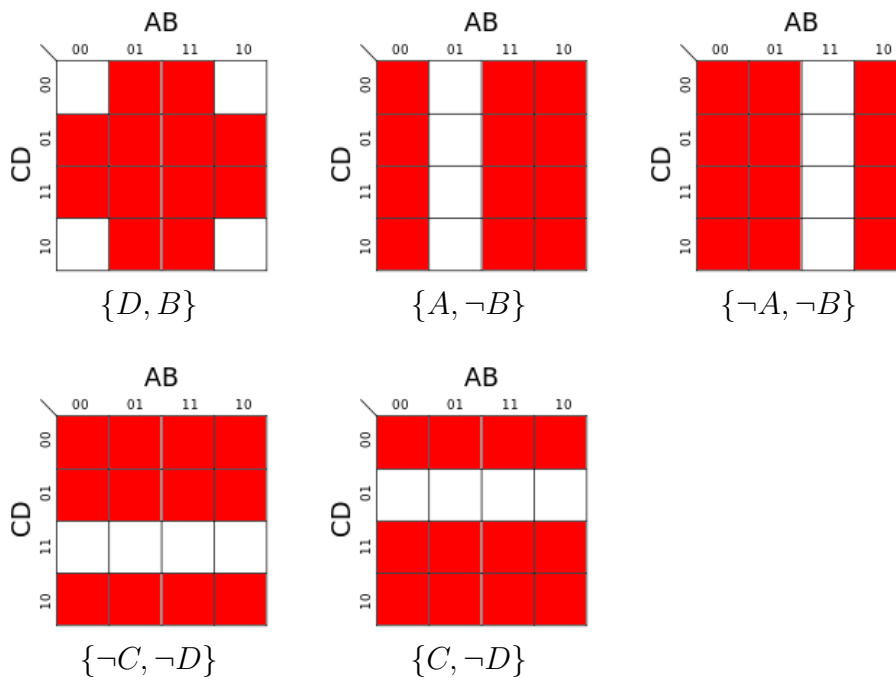 AB AB AB
00 01 11 10 00 01 11 10 00 01 11 10
CD 00 01 11 10 CD 00 01 11 10 CD 00 01 11 10
{D, B} {A, ¬B} {¬A, ¬B}
AB AB
00 01 11 10 00 01 11 10
CD 00 01 11 10 CD 00 01 11 10
{¬C, ¬D} {C, ¬D}